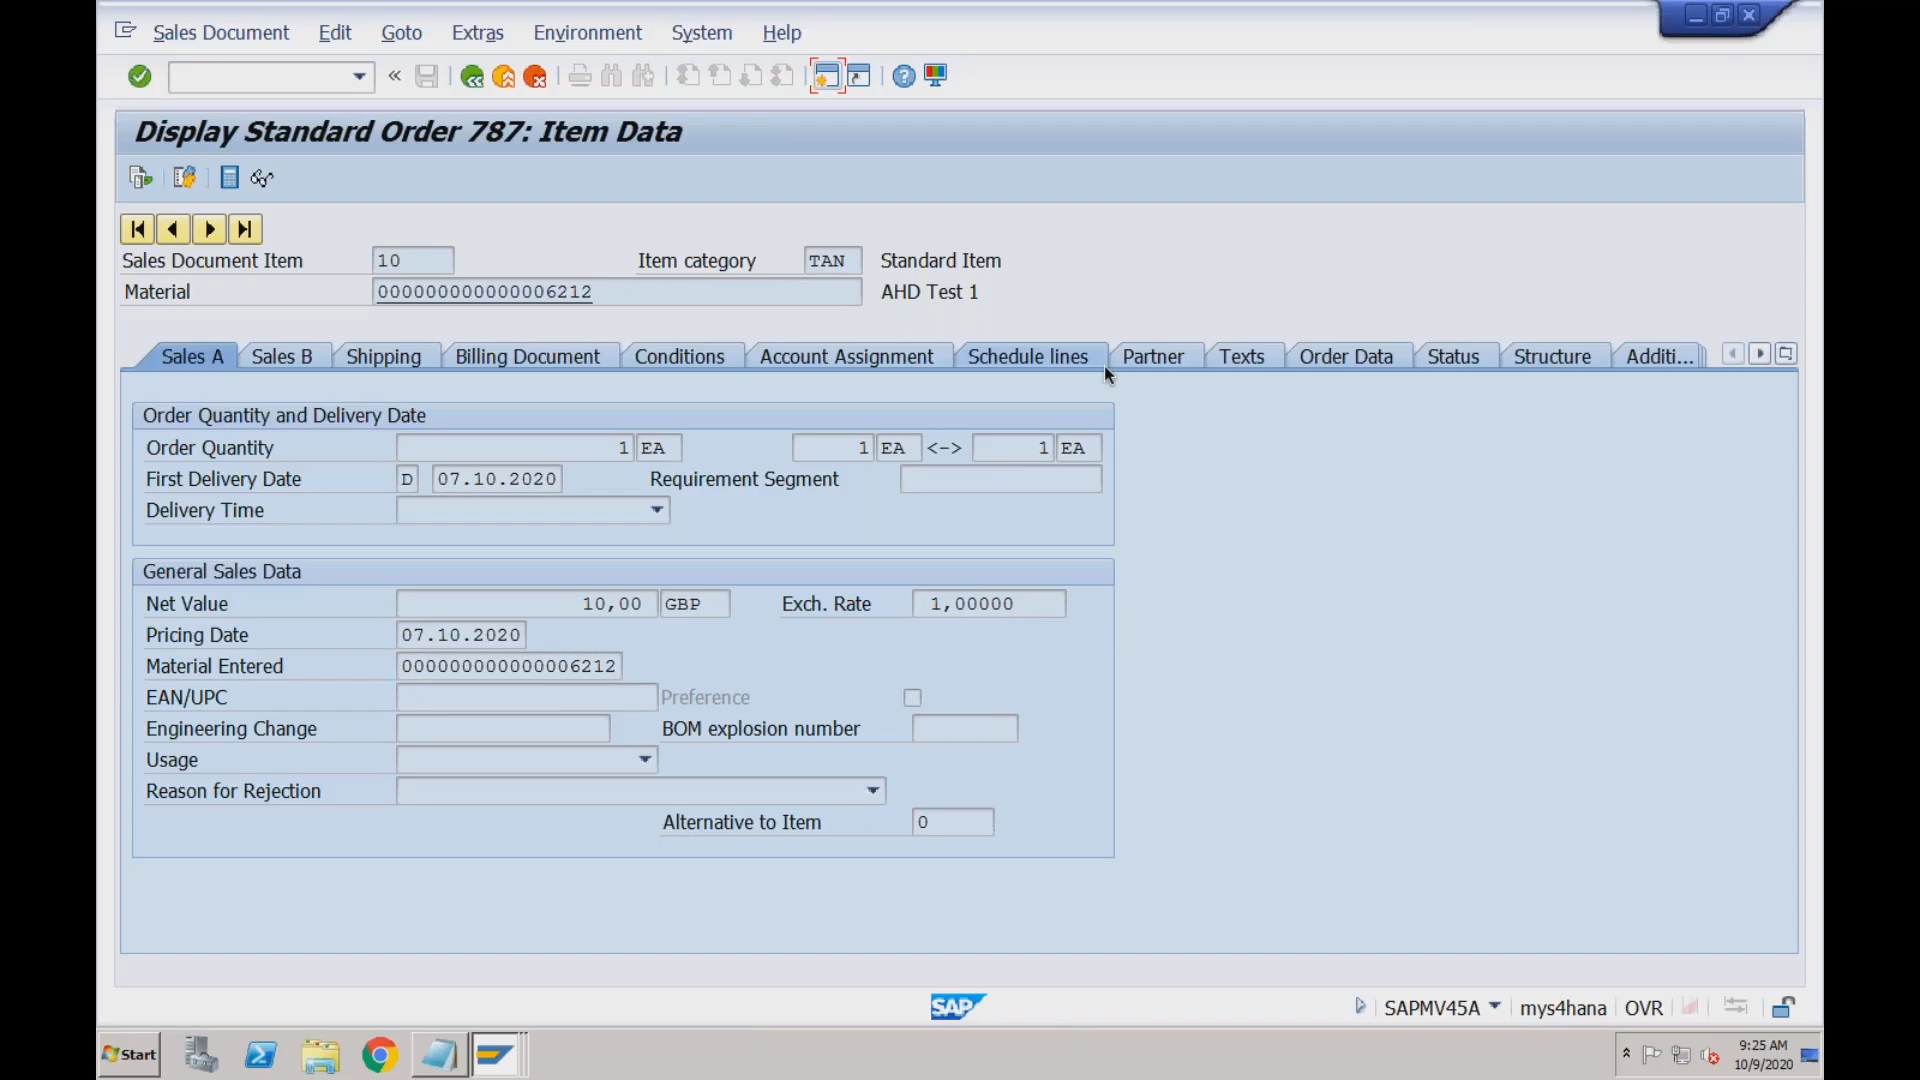 Sales Document Edit Goto Extras Environment System Help
Display Standard Order 787: Item Data
Sales Document Item 10 Item category TAN Standard Item
Material 000000000000006212 AHD Test 1
Sales A Sales B Shipping Billing Document Conditions Account Assignment Schedule lines Partner Texts Order Data Status Structure Additi...
Order Quantity and Delivery Date
Order Quantity 1 EA 1 EA <-> 1 EA
First Delivery Date D 07.10.2020 Requirement Segment
Delivery Time
General Sales Data
Net Value 10,00 GBP Exch. Rate 1,00000
Pricing Date 07.10.2020
Material Entered 000000000000006212
EAN/UPC Preference
Engineering Change BOM explosion number
Usage
Reason for Rejection
Alternative to Item 0
SAP SAPMV45A mys4hana OVR
Start 9:25 AM
10/9/2020